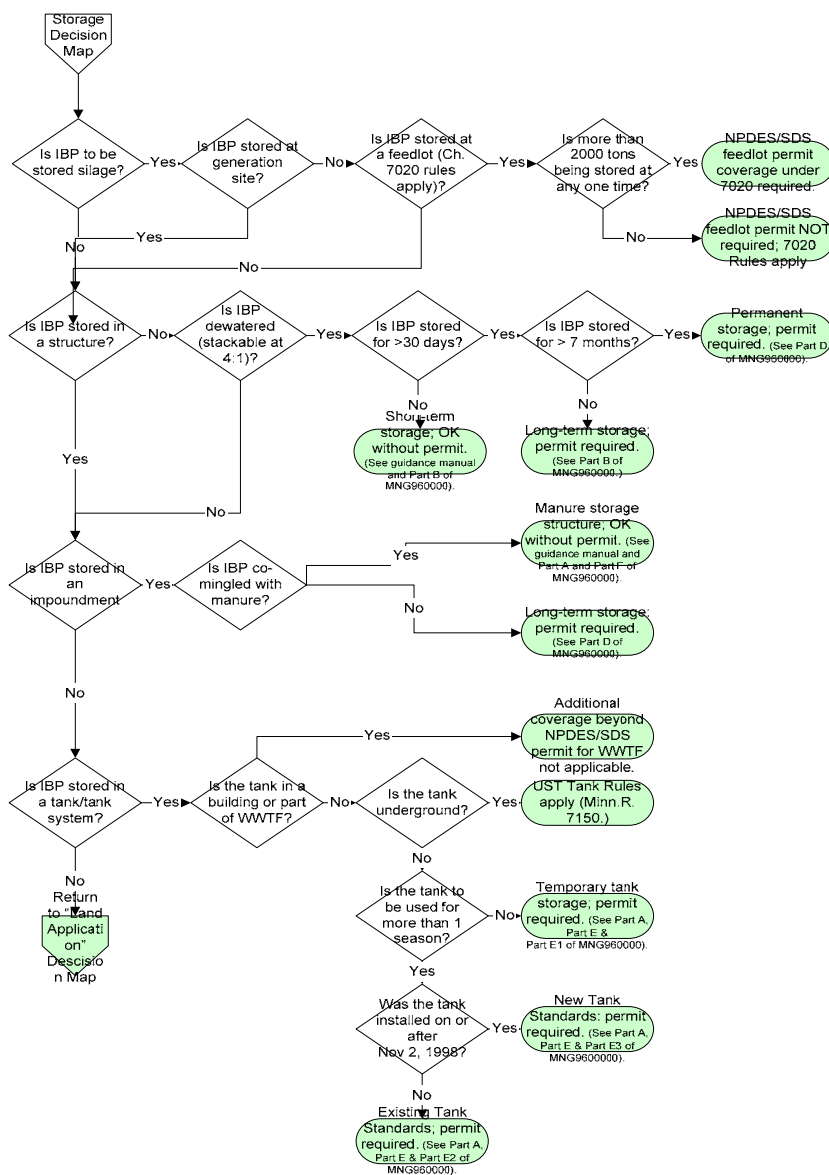 Storage
Decision
Map
Is IBP to be
stored silage?
Yes
Is IBP stored at
generation
site?
No
Is IBP stored at
a feedlot (Ch.
7020 rules
apply)?
Yes
Is more than
2000 tons
being stored at
any one time?
Yes
NPDES/SDS
feedlot permit
coverage under
7020 required.
No
Yes
No
No
NPDES/SDS
feedlot permit NOT
required; 7020
Rules apply
Is IBP stored in
a structure?
No
Is IBP
dewatered
(stackable at
4:1)?
Yes
Is IBP stored
for >30 days?
Yes
Is IBP stored
for > 7 months?
Yes
Permanent
storage; permit
required. (See Part D
of MNG960000).
No
Short-term
storage; OK
without permit.
(See guidance manual
and Part B of
MNG960000).
No
Long-term storage;
permit required.
(See Part B of
MNG960000.)
Yes
No
Is IBP stored in
an
impoundment
Yes
Is IBP co-
mingled with
manure?
Yes
Manure storage
structure; OK
without permit. (See
guidance manual and
Part A and Part F of
MNG960000).
No
Long-term storage;
permit required.
(See Part D of
MNG960000).
No
Is IBP stored in
a tank/tank
system?
Yes
Is the tank in a
building or part
of WWTF?
Yes
Additional
coverage beyond
NPDES/SDS
permit for WWTF
not applicable.
No
Is the tank
underground?
Yes
UST Tank Rules
apply (Minn.R.
7150.)
No
Return
to "Land
Applicati
on"
Descisio
n Map
No
Is the tank to
be used for
more than 1
season?
No
Temporary tank
storage; permit
required. (See Part A,
Part E &
Part E1 of MNG960000).
Yes
Was the tank
installed on or
after
Nov 2, 1998?
Yes
New Tank
Standards: permit
required. (See Part A,
Part E & Part E3 of
MNG9600000).
No
Existing Tank
Standards; permit
required. (See Part A,
Part E & Part E2 of
MNG960000).